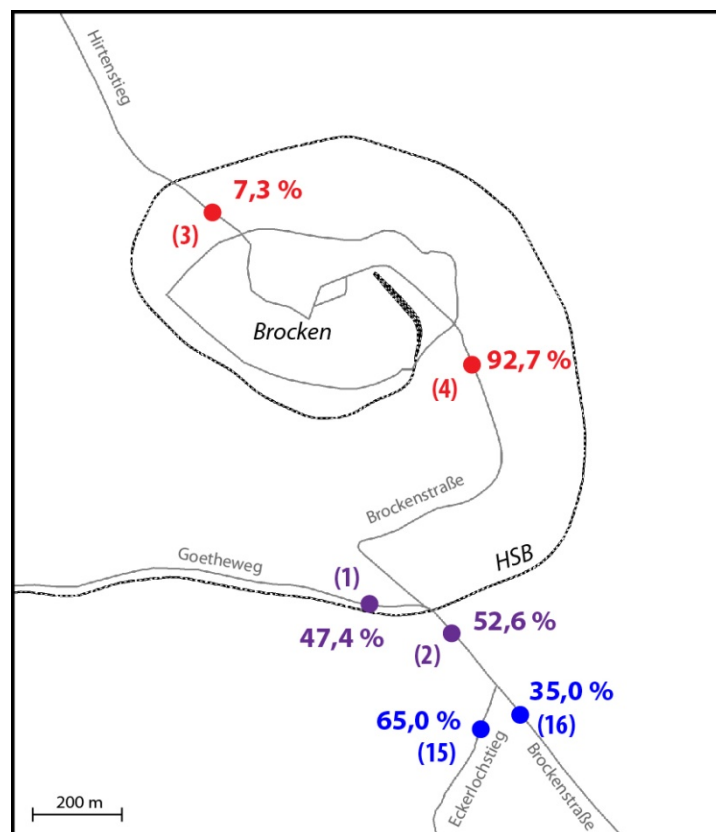 Hirtenstieg
7,3 %
(3)
Brocken
92,7 %
(4)
Brockenstraße
HSB
Goetheweg
(1)
47,4 %
52,6 %
(2)
35,0 %
65,0 %
(16)
(15)
Eckerlochstieg
Brockenstraße
200 m